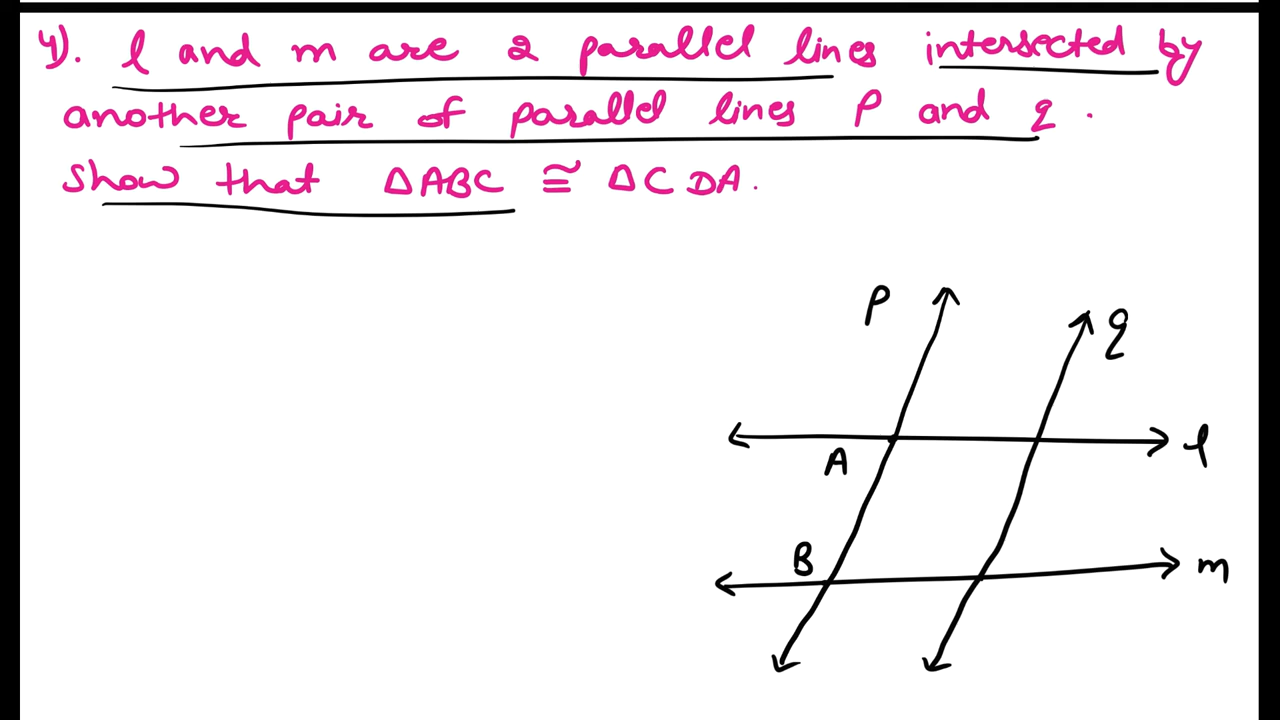 4). l and m are 2 parallel lines intersected by
another pair of parallel lines P and q.
Show that ΔABC ≅ ΔCDA.
P
q
A
l
B
m